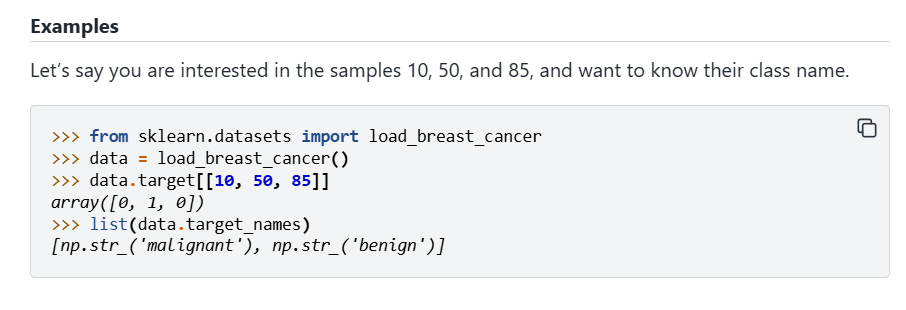 Examples
Let’s say you are interested in the samples 10, 50, and 85, and want to know their class name.
>>> from sklearn.datasets import load_breast_cancer
>>> data = load_breast_cancer()
>>> data.target[[10, 50, 85]]
array([0, 1, 0])
>>> list(data.target_names)
[np.str_('malignant'), np.str_('benign')]